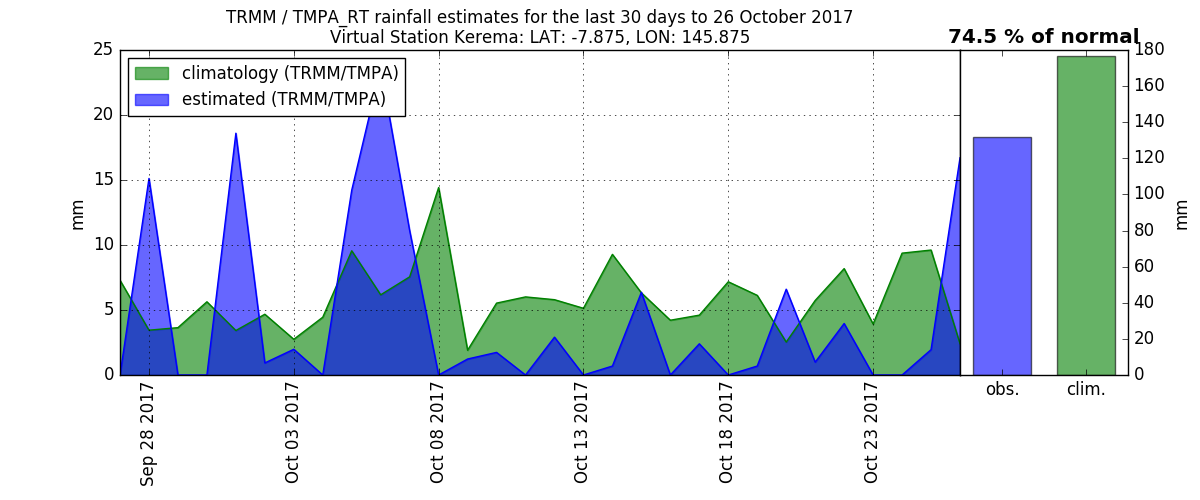 TRMM / TMPA_RT rainfall estimates for the last 30 days to 26 October 2017
Virtual Station Kerema: LAT: -7.875, LON: 145.875
74.5 % of normal
climatology (TRMM/TMPA)
estimated (TRMM/TMPA)
25
20
15
10
5
0
mm
180
160
140
120
100
80
60
40
20
0
mm
Sep 28 2017
Oct 03 2017
Oct 08 2017
Oct 13 2017
Oct 18 2017
Oct 23 2017
obs.
clim.